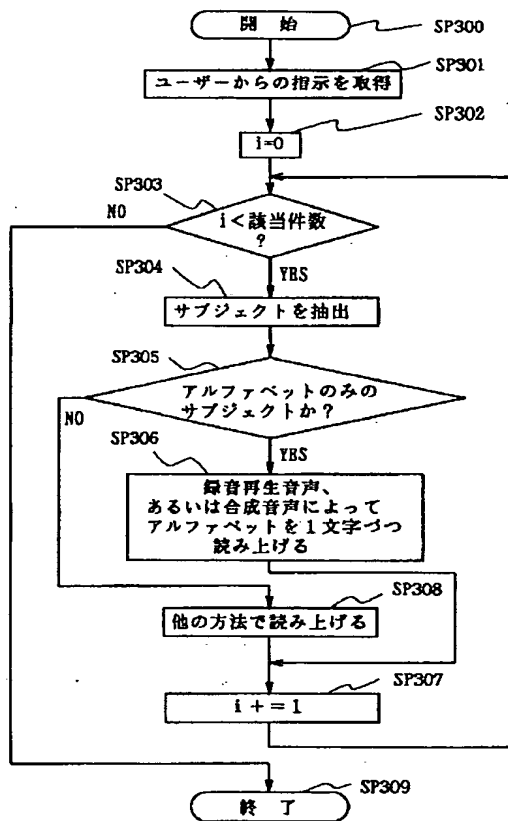 開始
SP300
SP301
ユーザーからの指示を取得
SP302
i=0
SP303
NO
i<該当件数
?
YES
SP304
サブジェクトを抽出
SP305
アルファベットのみの
サブジェクトか?
NO
YES
SP306
録音再生音声、
あるいは合成音声によって
アルファベットを1文字づつ
読み上げる
SP308
他の方法で読み上げる
SP307
i+=1
SP309
終了